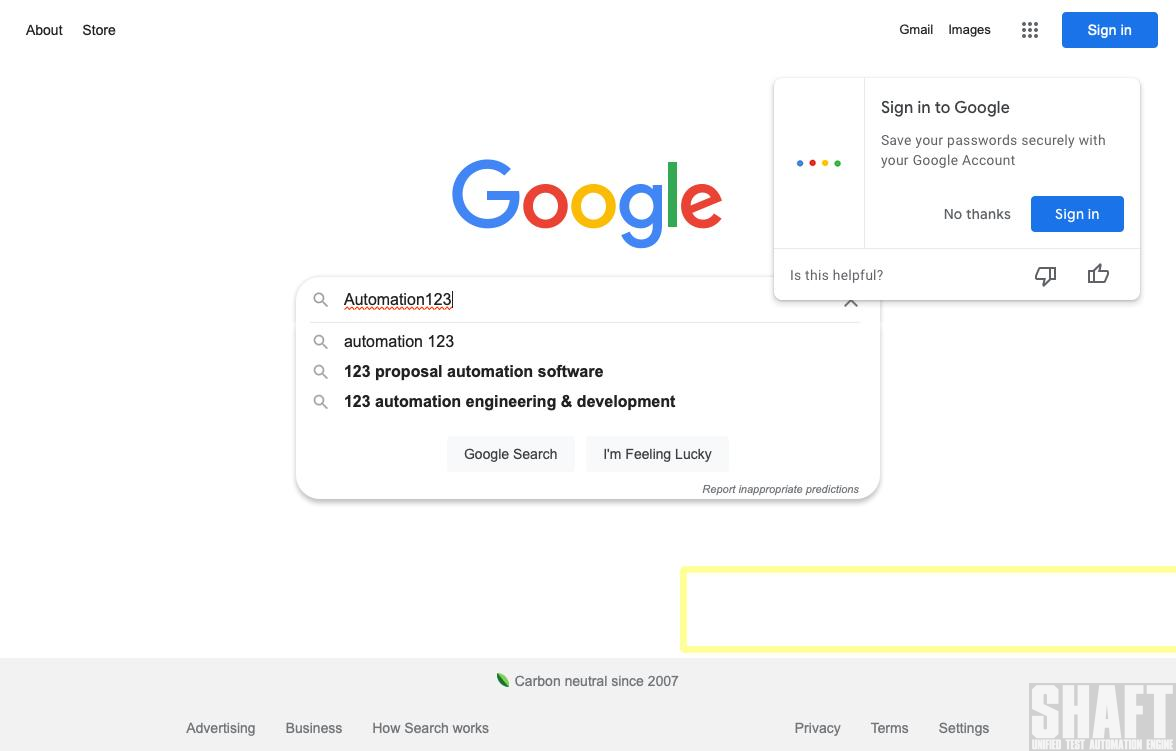 About Store
Gmail Images Sign in
Sign in to Google
Save your passwords securely with
your Google Account
No thanks Sign in
Is this helpful?
Google
Automation123
automation 123
123 proposal automation software
123 automation engineering & development
Google Search I'm Feeling Lucky
Report inappropriate predictions
Carbon neutral since 2007
Advertising Business How Search works
Privacy Terms Settings
SHAFT
UNIFIED TEST AUTOMATION ENGINE